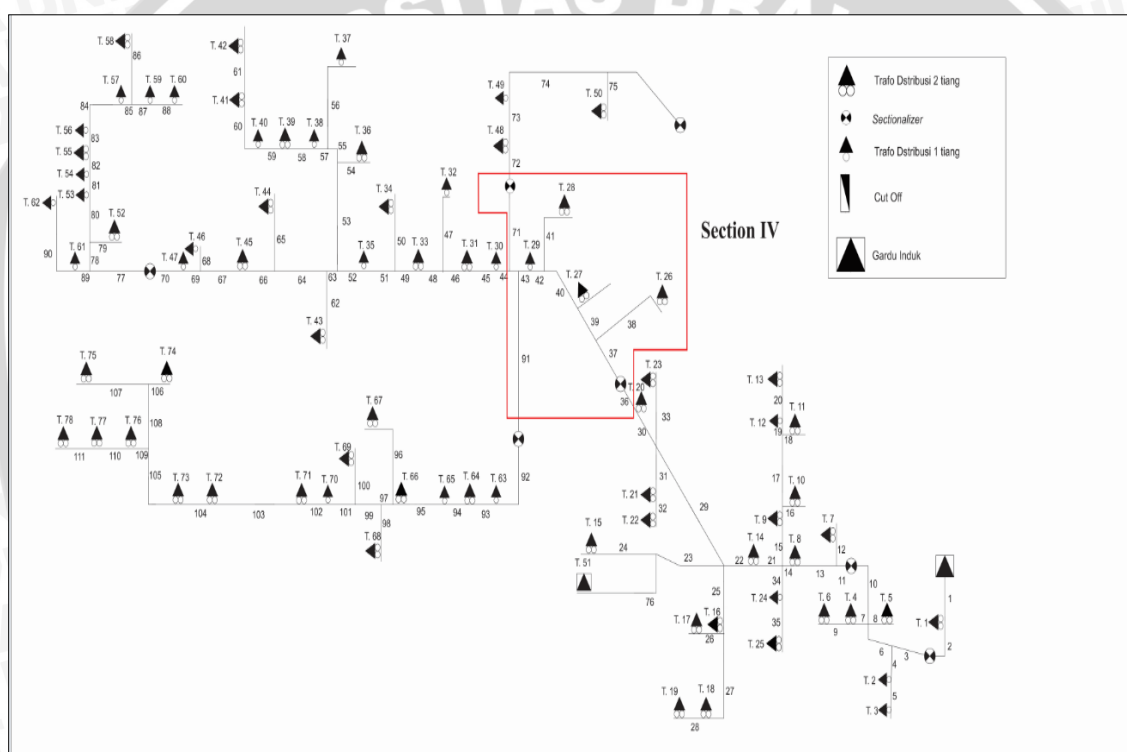 SITAS BRA
T. 58
86
T. 42
T. 37
61
T. 57
T. 59
T. 60
T. 41
56
84
85
87
88
60
T. 40
T. 39
T. 38
T. 36
59
58
57
55
54
T. 49
74
75
T. 50
73
T. 48
72
T. 56
83
T. 55
82
T. 54
81
T. 53
80
T. 62
T. 52
79
78
T. 61
90
89
77
T. 44
65
T. 46
68
T. 47
70
69
T. 45
67
66
64
63
53
T. 35
52
T. 34
50
51
T. 33
49
T. 32
47
48
T. 31
46
45
T. 30
44
71
T. 29
43
42
T. 28
41
40
T. 27
T. 26
39
38
37
Section IV
62
T. 43
91
92
Trafo Dstribusi 2 tiang
Sectionalizer
Trafo Distribusi 1 tiang
Cut Off
Gardu Induk
T. 75
T. 74
107
106
108
T. 78
T. 77
T. 76
111
110
109
105
T. 73
T. 72
104
103
T. 71
T. 70
102
101
T. 69
100
T. 67
96
97
T. 66
99
98
T. 68
95
T. 65
94
T. 64
93
T. 63
T. 20
36
T. 23
33
30
31
T. 21
32
T. 22
29
T. 15
24
23
T. 51
76
T. 13
20
T. 12
19
T. 11
18
17
T. 10
16
T. 9
15
T. 14
22
21
T. 8
14
T. 7
12
13
11
10
34
T. 24
35
T. 25
25
T. 17
T. 16
26
27
T. 19
T. 18
28
T. 6
T. 4
T. 5
9
7
8
1
T. 1
2
6
3
4
T. 2
5
T. 3